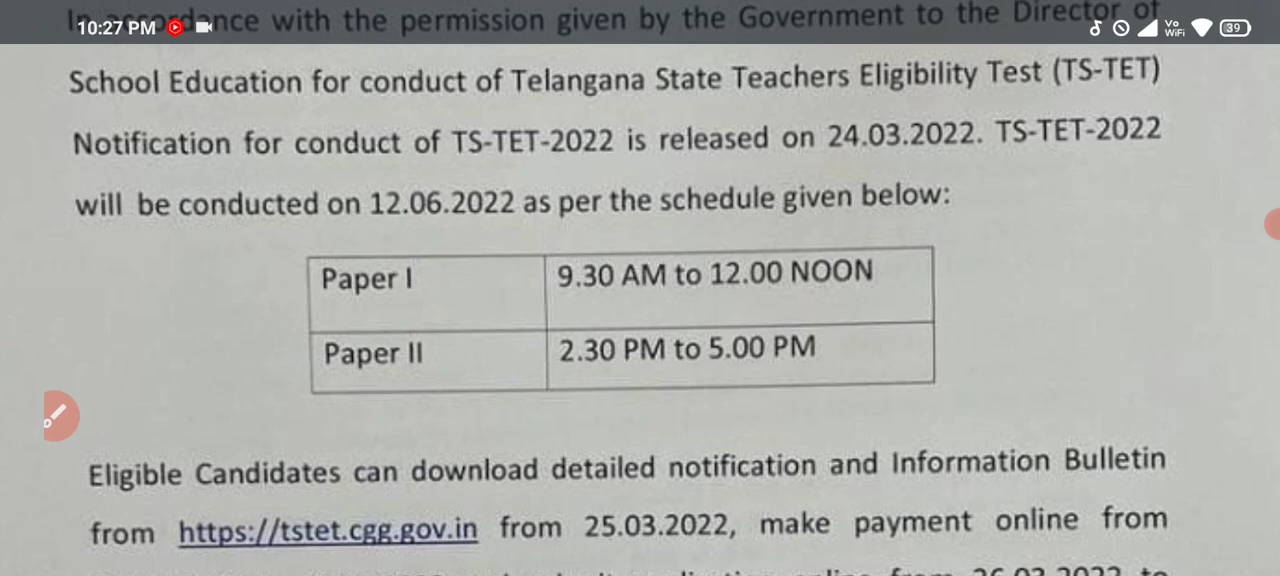 10:27 PM
Vo WiFi 39
with the permission given by the Government to the Director of
School Education for conduct of Telangana State Teachers Eligibility Test (TS-TET)
Notification for conduct of TS-TET-2022 is released on 24.03.2022. TS-TET-2022
will be conducted on 12.06.2022 as per the schedule given below:
Paper I 9.30 AM to 12.00 NOON
Paper II 2.30 PM to 5.00 PM
Eligible Candidates can download detailed notification and Information Bulletin
from https://tstet.cgg.gov.in from 25.03.2022, make payment online from